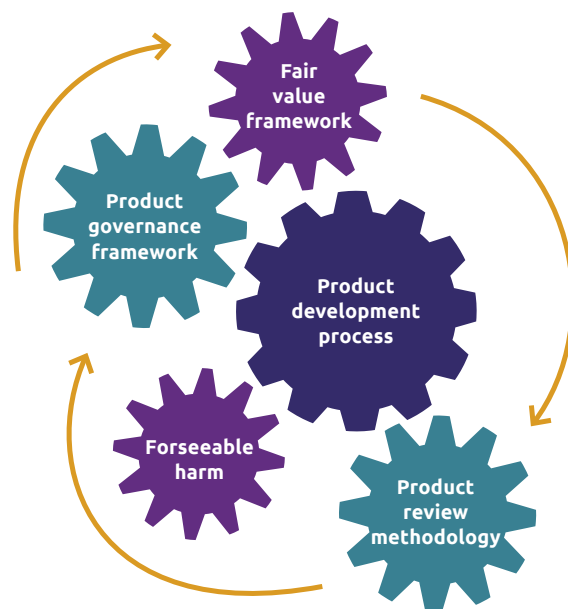 Fair
value
framework
Product
governance
framework
Product
development
process
Forseeable
harm
Product
review
methodology